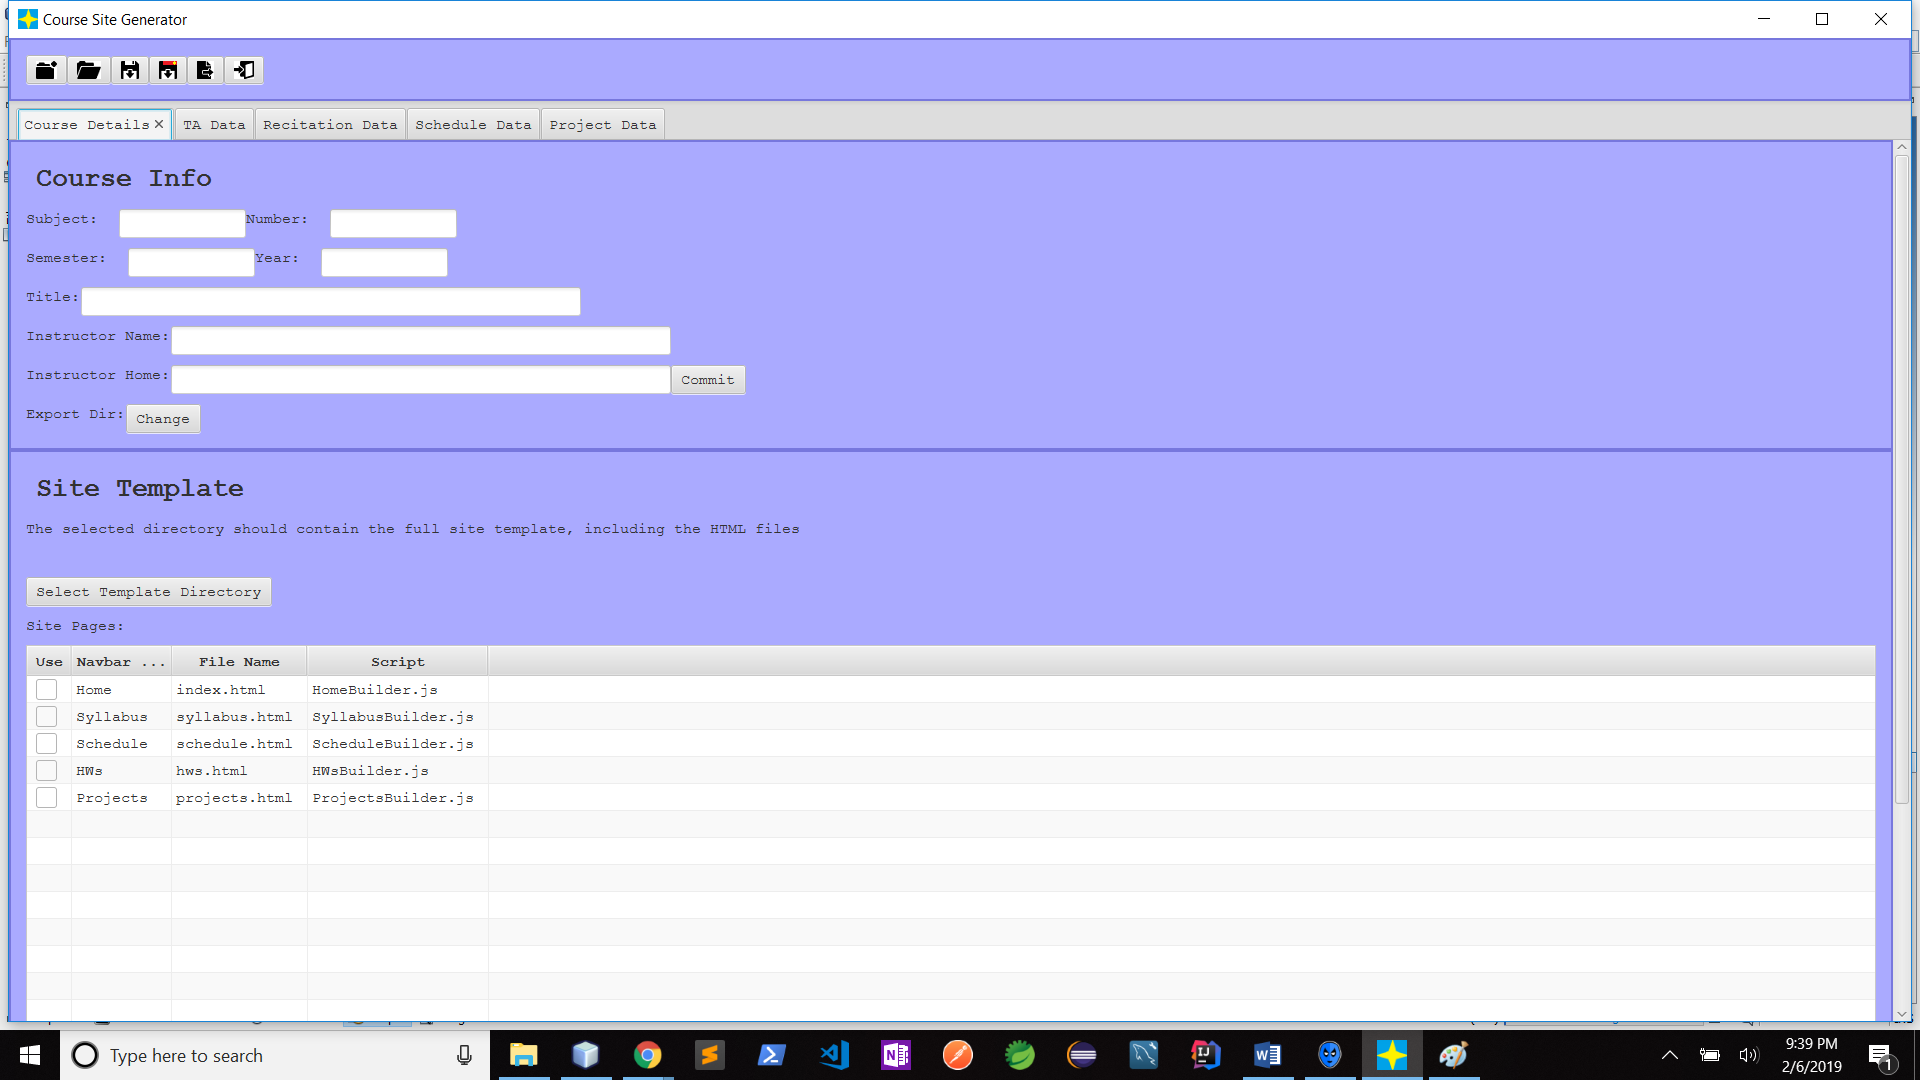 Course Site Generator
Course Details TA Data Recitation Data Schedule Data Project Data
Course Info
Subject: Number:
Semester: Year:
Title:
Instructor Name:
Instructor Home: Commit
Export Dir: Change
Site Template
The selected directory should contain the full site template, including the HTML files
Select Template Directory
Site Pages:
Use Navbar ... File Name Script
Home index.html HomeBuilder.js
Syllabus syllabus.html SyllabusBuilder.js
Schedule schedule.html ScheduleBuilder.js
HWs hws.html HWsBuilder.js
Projects projects.html ProjectsBuilder.js
Type here to search
9:39 PM
2/6/2019
1